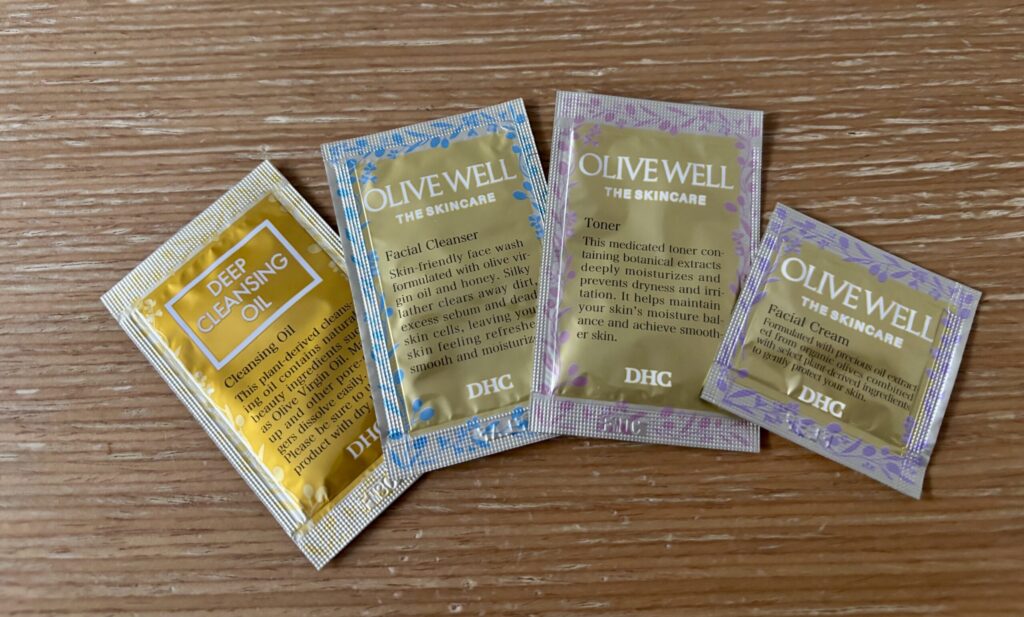 DEEP
CLEANSING
OIL
Cleansing Oil
This plant-derived cleans-
ing oil contains natural
beauty ingredients such
as Olive Virgin Oil.
up and other pore
gers dissolve easily.
Please be sure to
product with dry
DHC
OLIVE WELL
THE SKINCARE
Facial Cleanser
Skin-friendly face wash
formulated with olive vir-
gin oil and honey. Silky
lather clears away dirt,
excess sebum and dead
skin cells, leaving your
skin feeling refreshe
smooth and moisturiz
DHC
OLIVE WELL
THE SKINCARE
Toner
This medicated toner con-
taining botanical extracts
deeply moisturizes and
prevents dryness and irri-
tation. It helps maintain
your skin's moisture bal-
ance and achieve smooth-
er skin.
DHC
OLIVE WELL
THE SKINCARE
Facial Cream
Formulated with precious oil extract
ed from organic olives combined
with select plant-derived ingredients
to gently protect your skin.
DHC